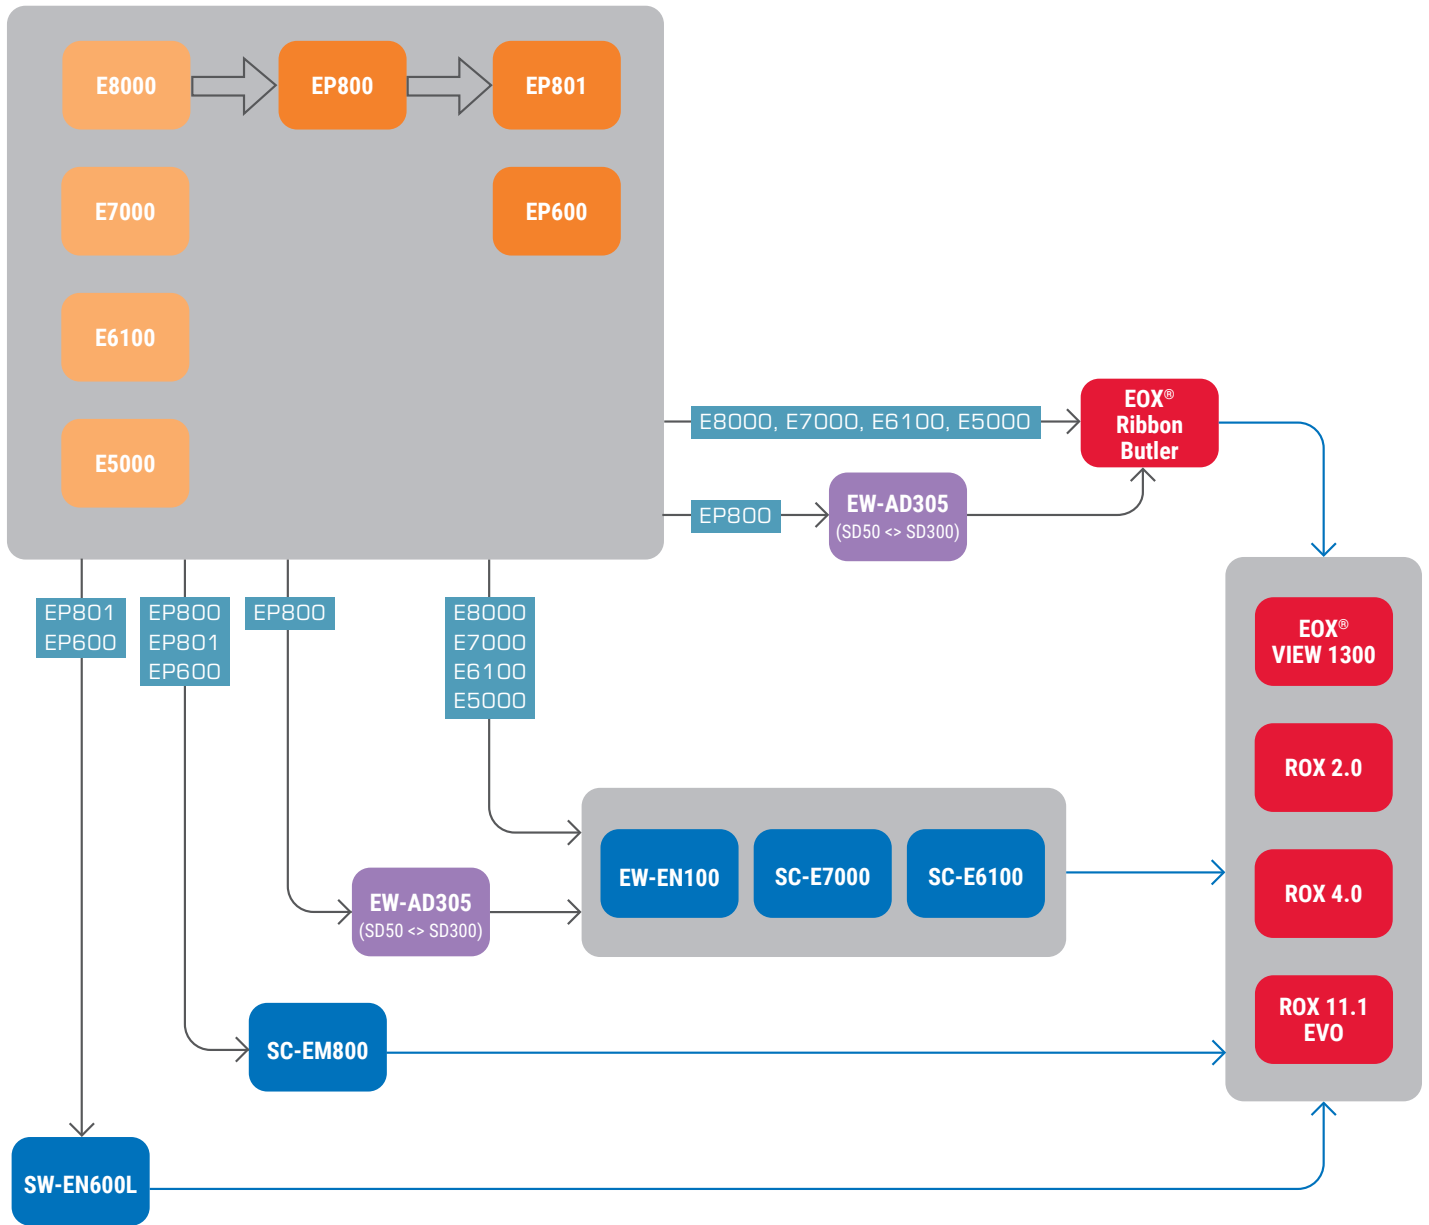 E8000
EP800
EP801
E7000
EP600
E6100
E5000
E8000, E7000, E6100, E5000
EOX®
Ribbon
Butler
EP800
EW-AD305
(SD50 <> SD300)
EP801
EP600
EP800
EP801
EP600
EP800
E8000
E7000
E6100
E5000
EOX®
VIEW 1300
ROX 2.0
ROX 4.0
ROX 11.1
EVO
EW-EN100
SC-E7000
SC-E6100
EW-AD305
(SD50 <> SD300)
SC-EM800
SW-EN600L